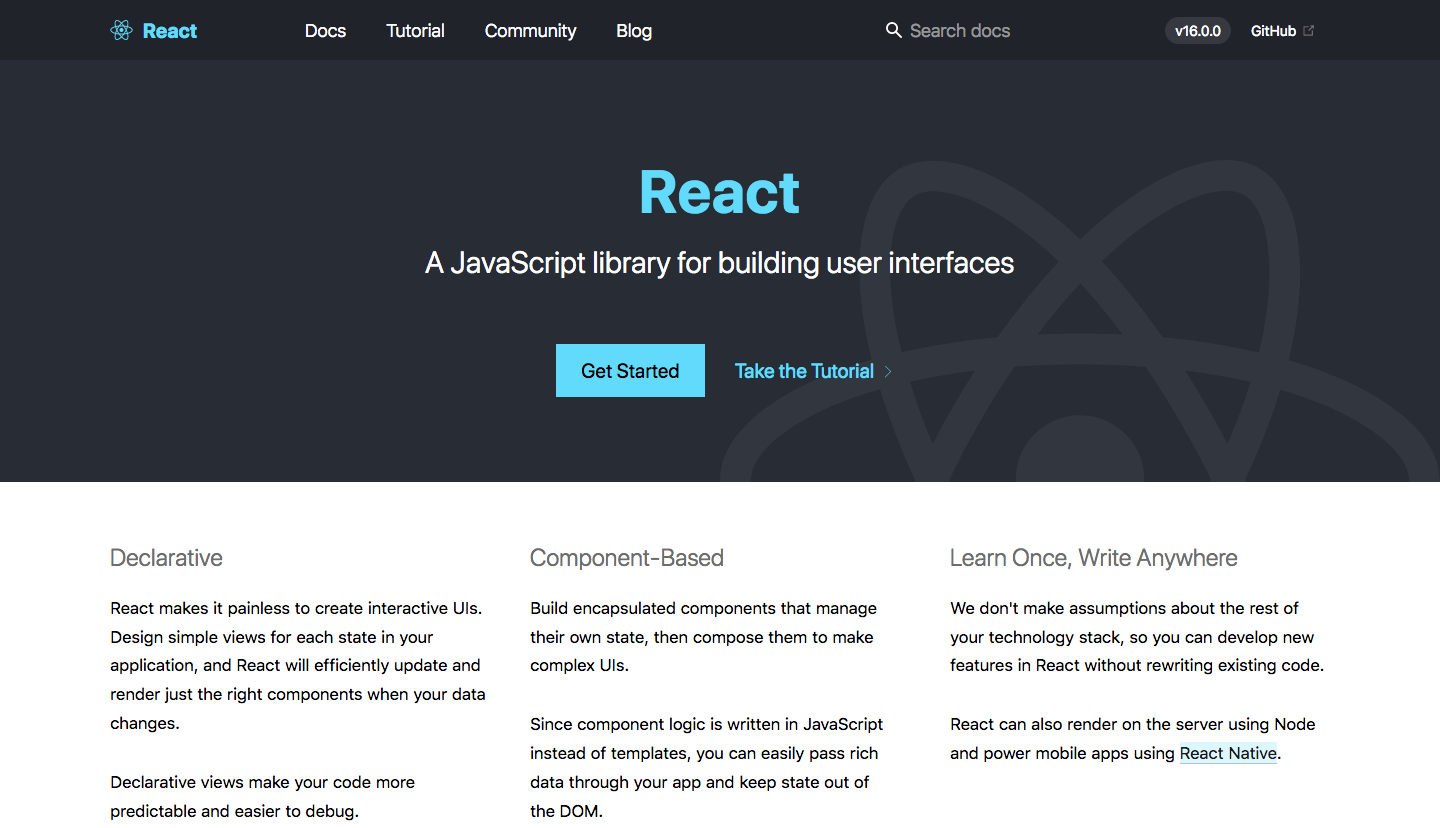 React
Docs
Tutorial
Community
Blog
Search docs
v16.0.0
GitHub
React
A JavaScript library for building user interfaces
Get Started
Take the Tutorial
Declarative
React makes it painless to create interactive UIs.
Design simple views for each state in your
application, and React will efficiently update and
render just the right components when your data
changes.
Declarative views make your code more
predictable and easier to debug.
Component-Based
Build encapsulated components that manage
their own state, then compose them to make
complex UIs.
Since component logic is written in JavaScript
instead of templates, you can easily pass rich
data through your app and keep state out of
the DOM.
Learn Once, Write Anywhere
We don't make assumptions about the rest of
your technology stack, so you can develop new
features in React without rewriting existing code.
React can also render on the server using Node
and power mobile apps using React Native.